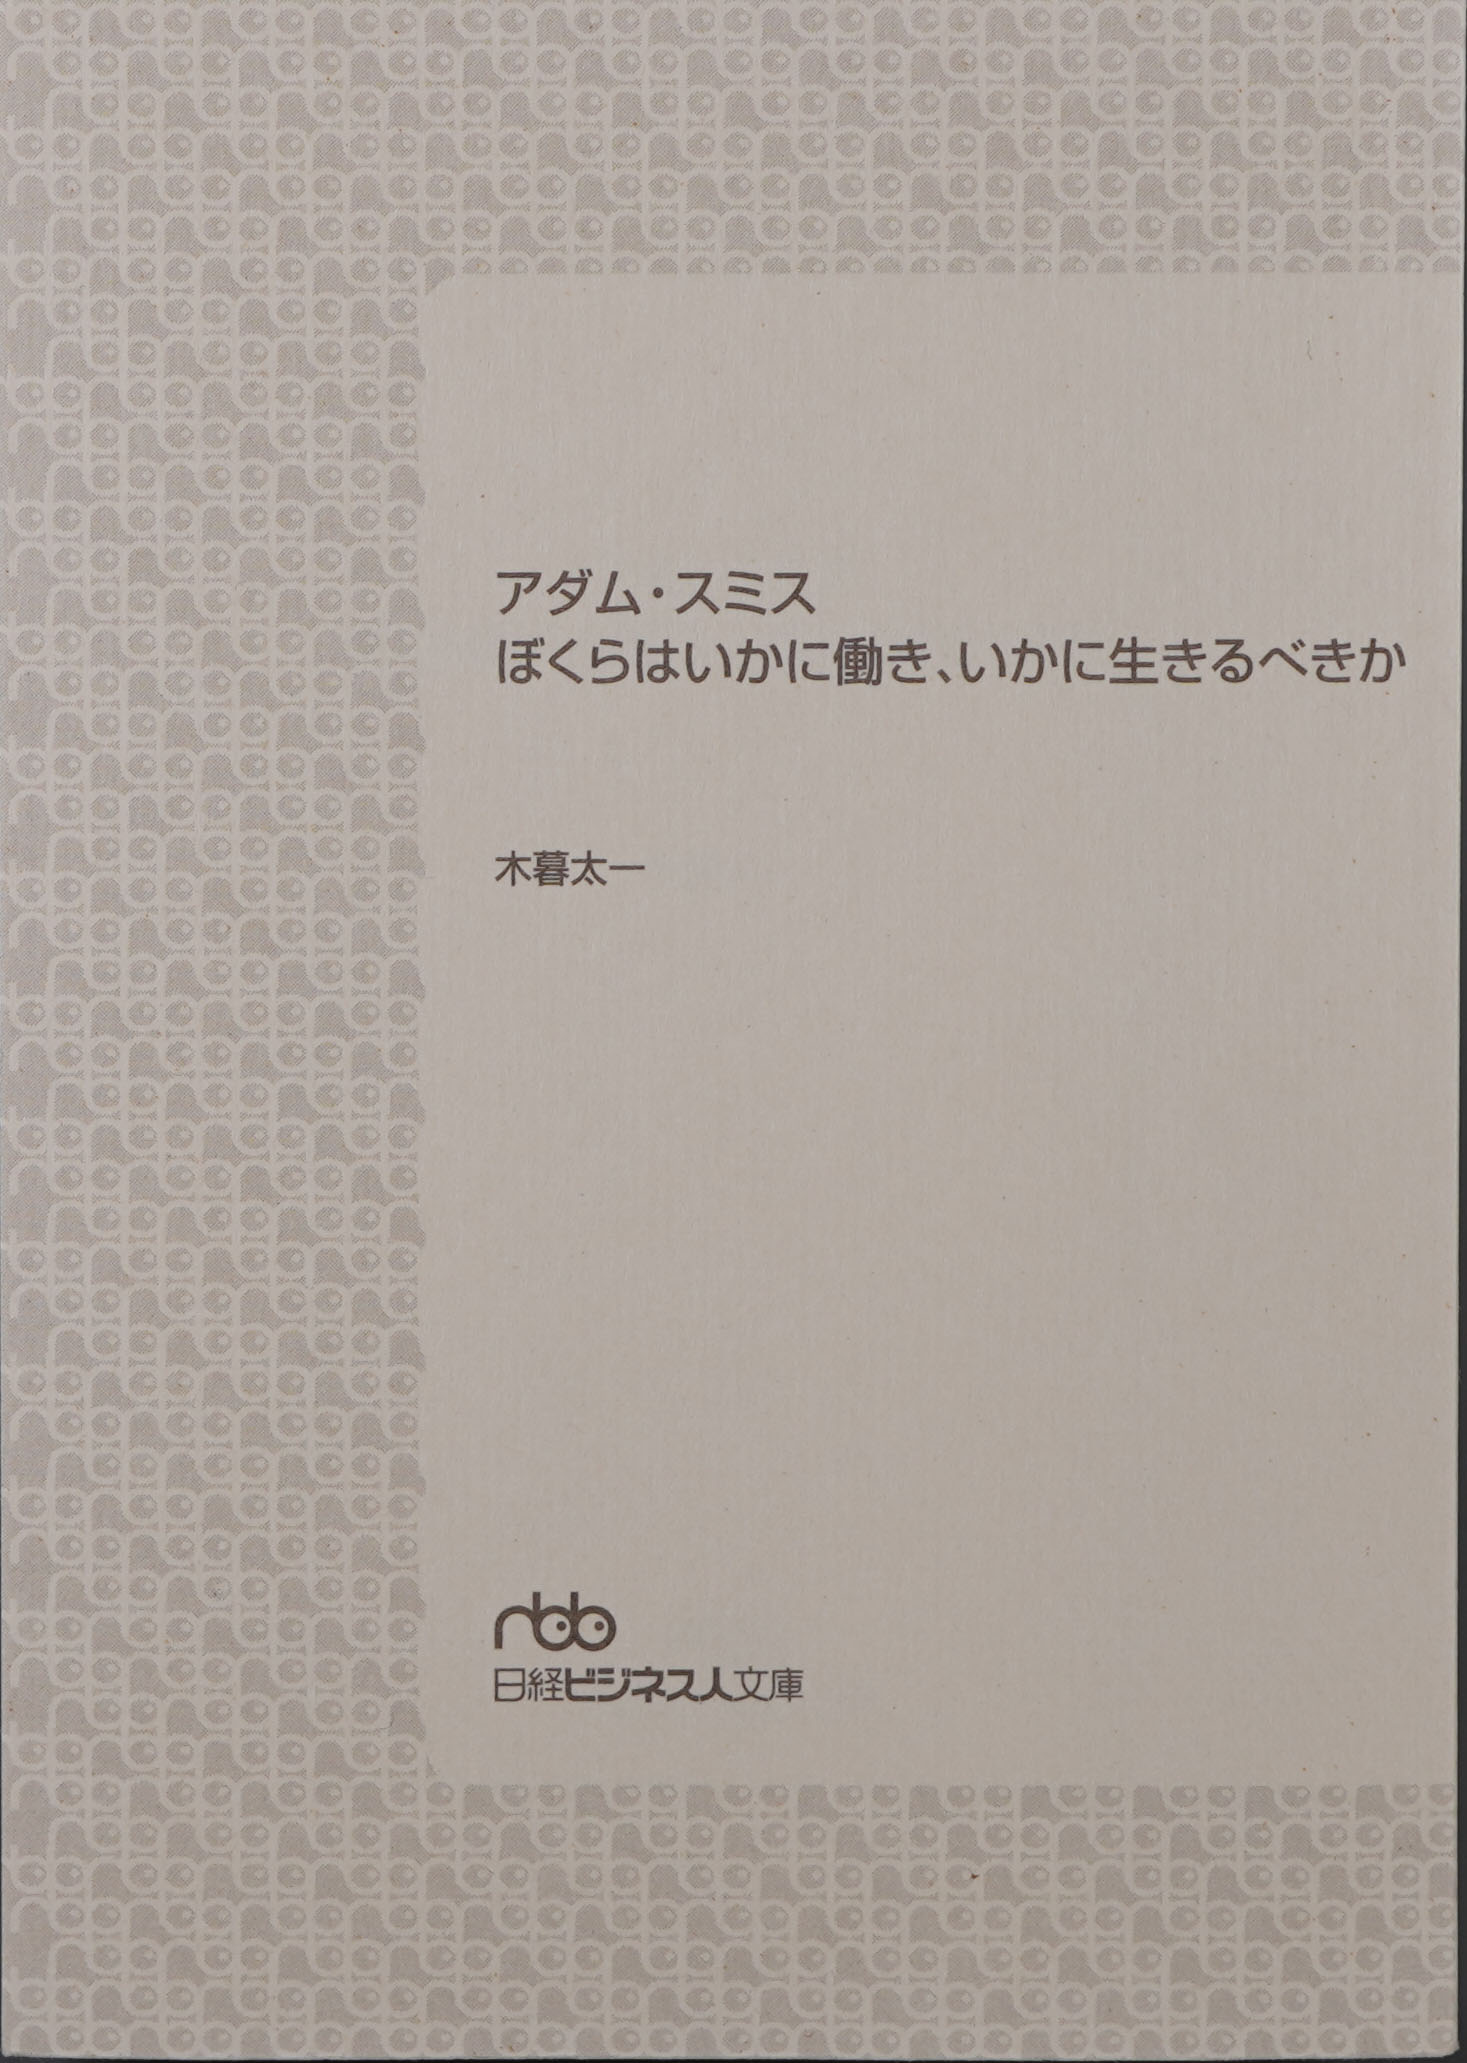 アダム・スミス
ぼくらはいかに働き、いかに生きるべきか
木暮太一
nbb
日経ビジネス人文庫